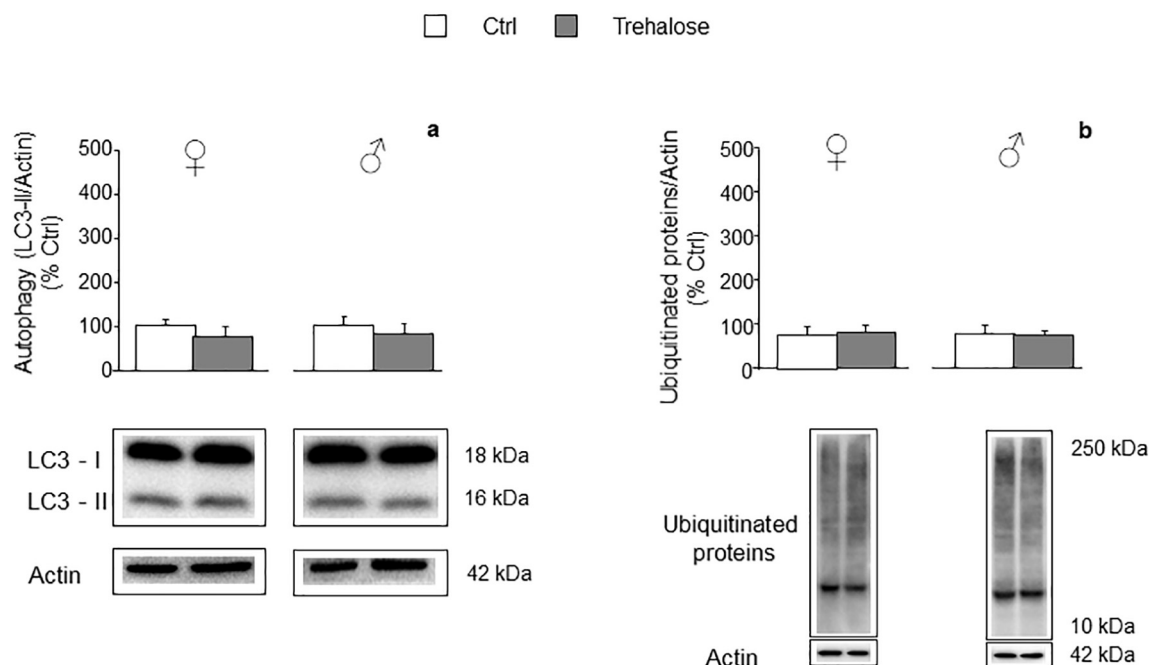 Ctrl Trehalose
a
Autophagy (LC3-II/Actin)
(% Ctrl)
500
400
300
200
100
0
♀ ♂
LC3 - I
18 kDa
LC3 - II
16 kDa
Actin
42 kDa
b
Ubiquitinated proteins/Actin
(% Ctrl)
500
400
300
200
100
0
♀ ♂
Ubiquitinated
proteins
250 kDa
10 kDa
Actin
42 kDa